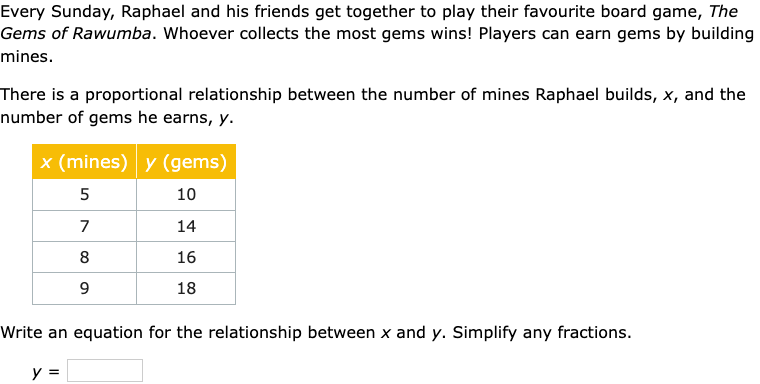 Every Sunday, Raphael and his friends get together to play their favourite board game, The
Gems of Rawumba. Whoever collects the most gems wins! Players can earn gems by building
mines.
There is a proportional relationship between the number of mines Raphael builds, x, and the
number of gems he earns, y.
x (mines) y (gems)
5 10
7 14
8 16
9 18
Write an equation for the relationship between x and y. Simplify any fractions.
y =